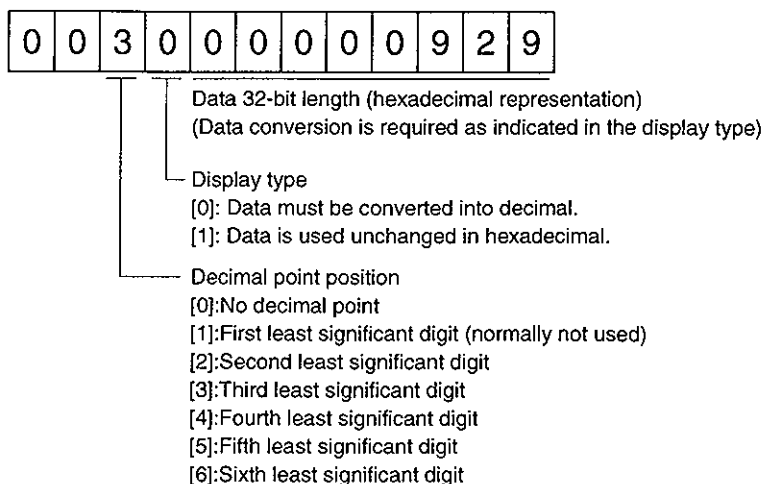 0 0 3 0 0 0 0 0 0 9 2 9
Data 32-bit length (hexadecimal representation)
(Data conversion is required as indicated in the display type)
Display type
[0]: Data must be converted into decimal.
[1]: Data is used unchanged in hexadecimal.
Decimal point position
[0]:No decimal point
[1]:First least significant digit (normally not used)
[2]:Second least significant digit
[3]:Third least significant digit
[4]:Fourth least significant digit
[5]:Fifth least significant digit
[6]:Sixth least significant digit